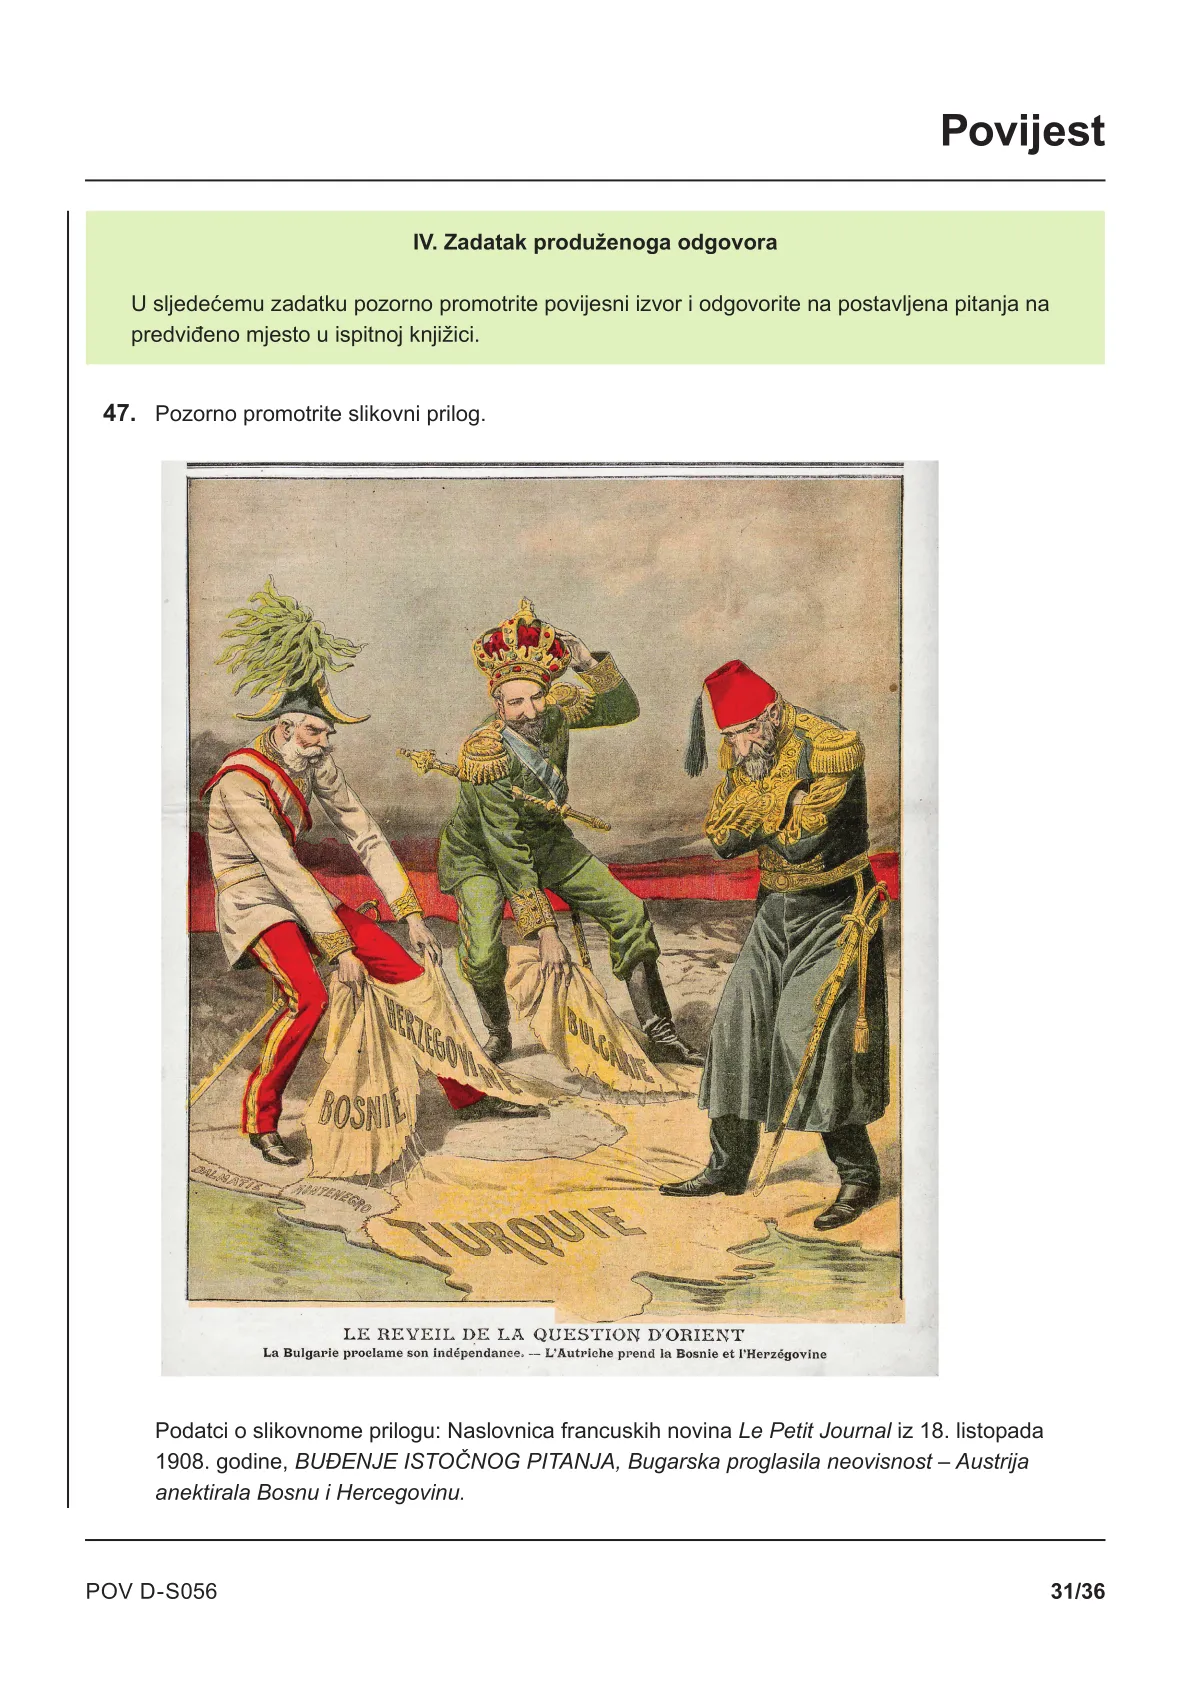 Povijest
IV. Zadatak produženoga odgovora
U sljedećemu zadatku pozorno promotrite povijesni izvor i odgovorite na postavljena pitanja na
predviđeno mjesto u ispitnoj knjižici.
47. Pozorno promotrite slikovni prilog.
HERZEGOVINE
BULGARIE
BOSNIE
DALMATIE
MONTENEGRO
TURQUIE
LE REVEIL DE LA QUESTION D'ORIENT
La Bulgarie proclame son indépendance. — L'Autriche prend la Bosnie et l'Herzégovine
Podatci o slikovnome prilogu: Naslovnica francuskih novina Le Petit Journal iz 18. listopada
1908. godine, BUĐENJE ISTOČNOG PITANJA, Bugarska proglasila neovisnost – Austrija
anektirala Bosnu i Hercegovinu.
POV D-S056
31/36